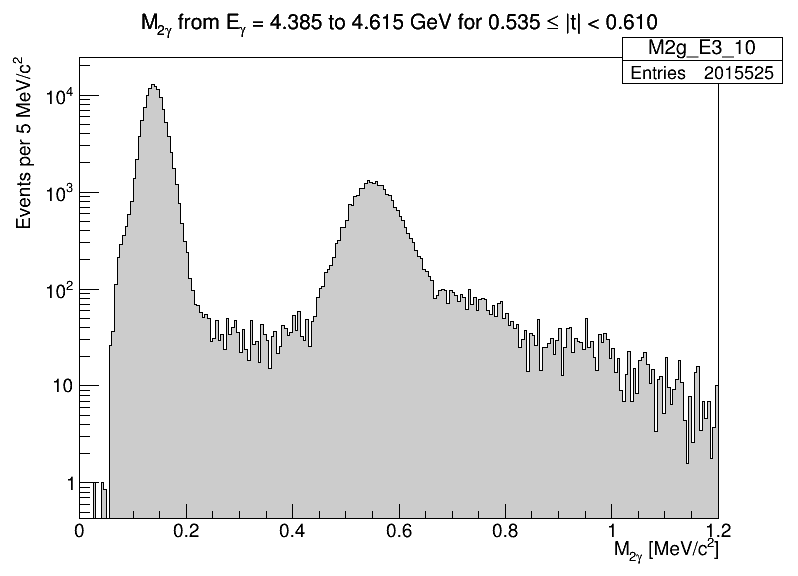 M2γ from Eγ = 4.385 to 4.615 GeV for 0.535 ≤ |t| < 0.610
M2g_E3_10
Entries 2015525
Events per 5 MeV/c²
10⁴
10³
10²
10
1
0 0.2 0.4 0.6 0.8 1 1.2
M2γ [MeV/c²]